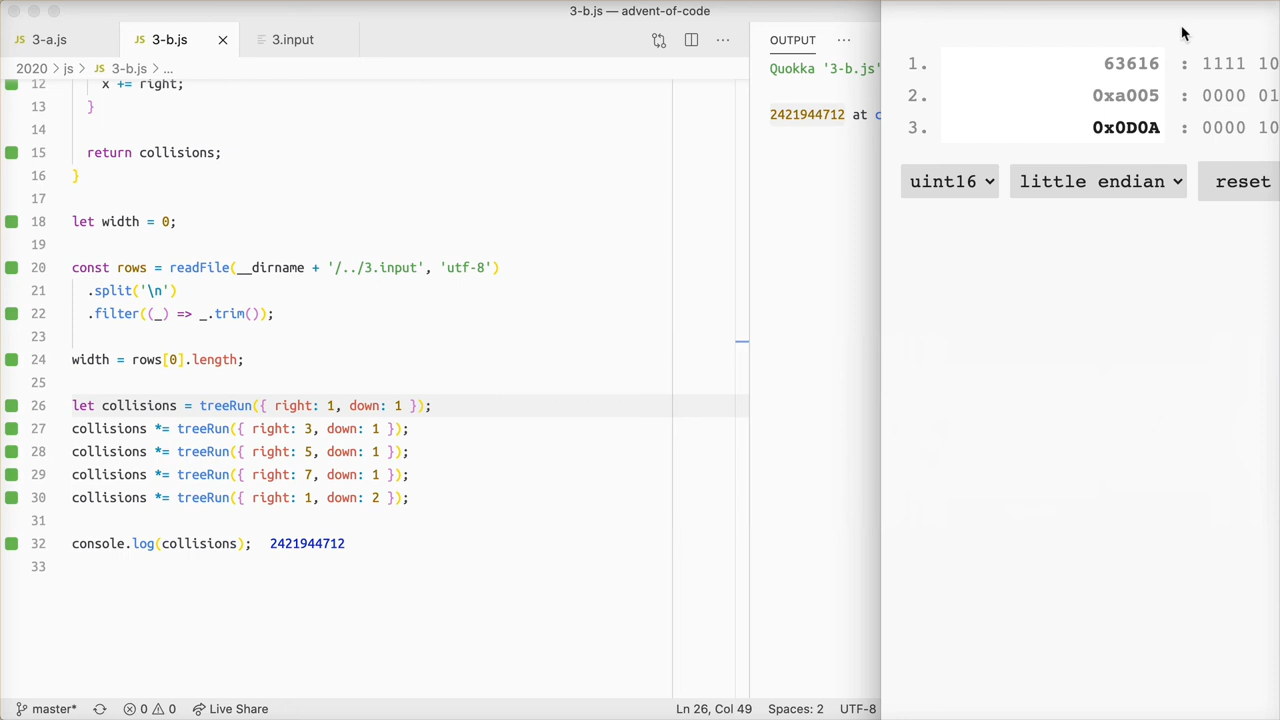 3-b.js — advent-of-code
JS 3-a.js JS 3-b.js × 3.input ···
2020 > js > JS 3-b.js > ...
12 x += right;
13 }
14
15 return collisions;
16 }
17
18 let width = 0;
19
20 const rows = readFile(__dirname + '/../3.input', 'utf-8')
21 .split('\n')
22 .filter((_) => _.trim());
23
24 width = rows[0].length;
25
26 let collisions = treeRun({ right: 1, down: 1 });
27 collisions *= treeRun({ right: 3, down: 1 });
28 collisions *= treeRun({ right: 5, down: 1 });
29 collisions *= treeRun({ right: 7, down: 1 });
30 collisions *= treeRun({ right: 1, down: 2 });
31
32 console.log(collisions); 2421944712
33
OUTPUT ···
Quokka '3-b.js'
2421944712 at c
1. 63616 : 1111 10
2. 0xa005 : 0000 01
3. 0x0D0A : 0000 10
uint16 little endian reset
master* 0 0 Live Share Ln 26, Col 49 Spaces: 2 UTF-8